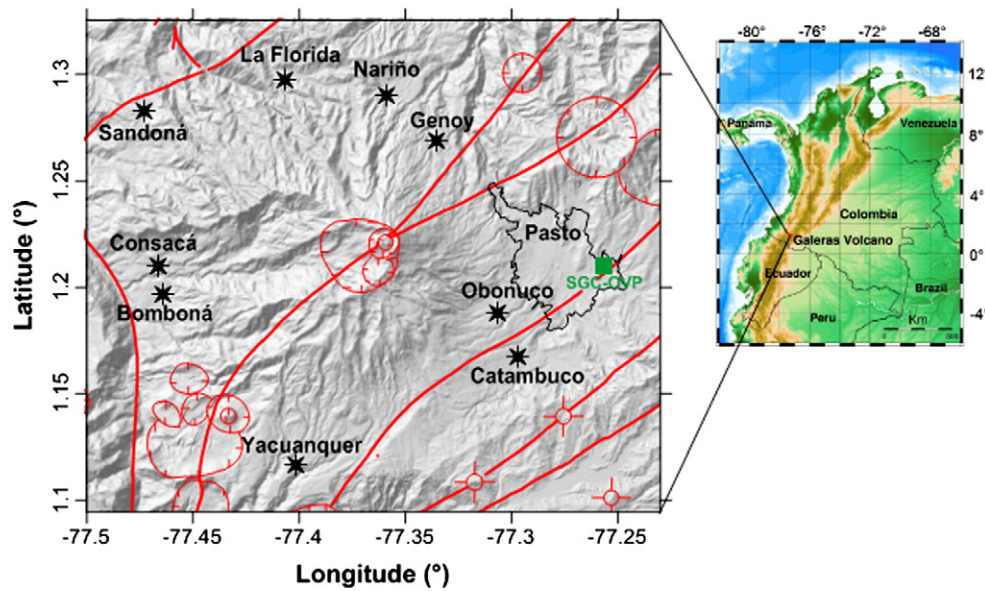 La Florida
Nariño
Sandoná
Genoy
Pasto
Consacá
SGC-OVP
Bomboná
Obonuco
Catambuco
Yacuanquer
1.3
1.25
1.2
1.15
1.1
Latitude (°)
-77.5 -77.45 -77.4 -77.35 -77.3 -77.25
Longitude (°)
-80° -76° -72° -68°
12°
8°
4°
0°
-4°
Panama
Venezuela
Colombia
Galeras Volcano
Ecuador
Brazil
Peru
Km
0